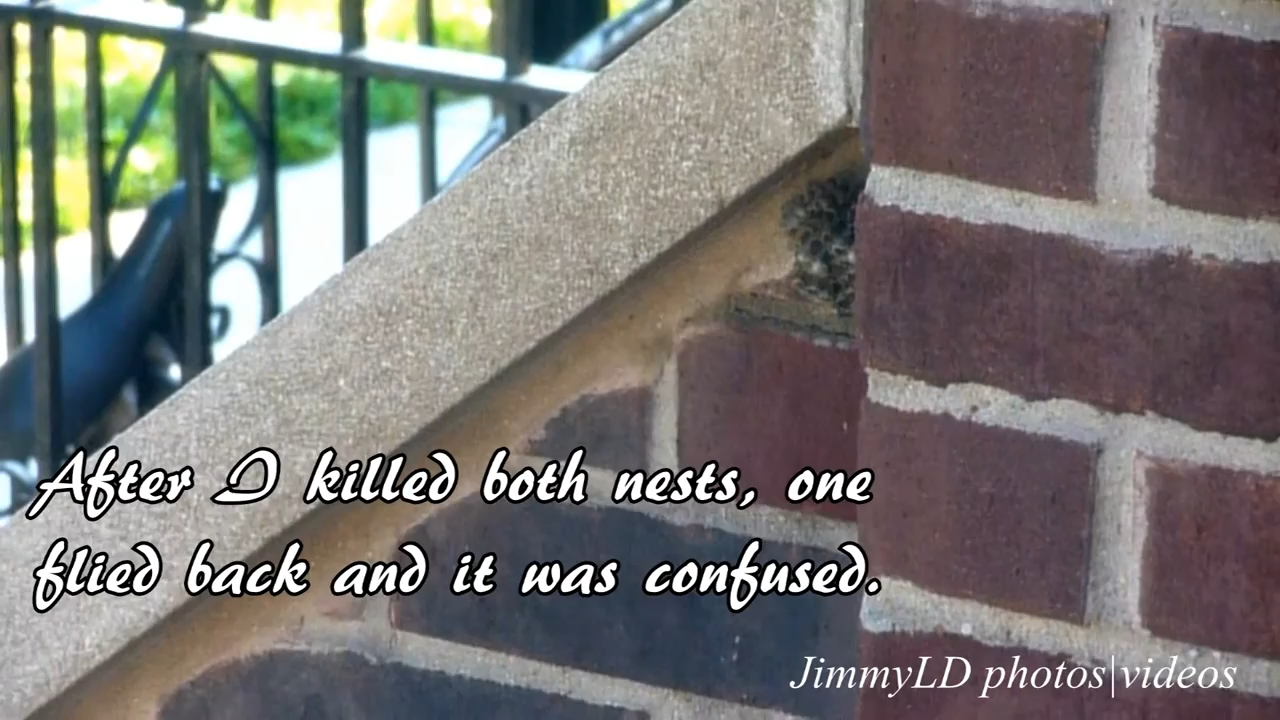 After I killed both nests, one
flied back and it was confused.
JimmyLD photos|videos